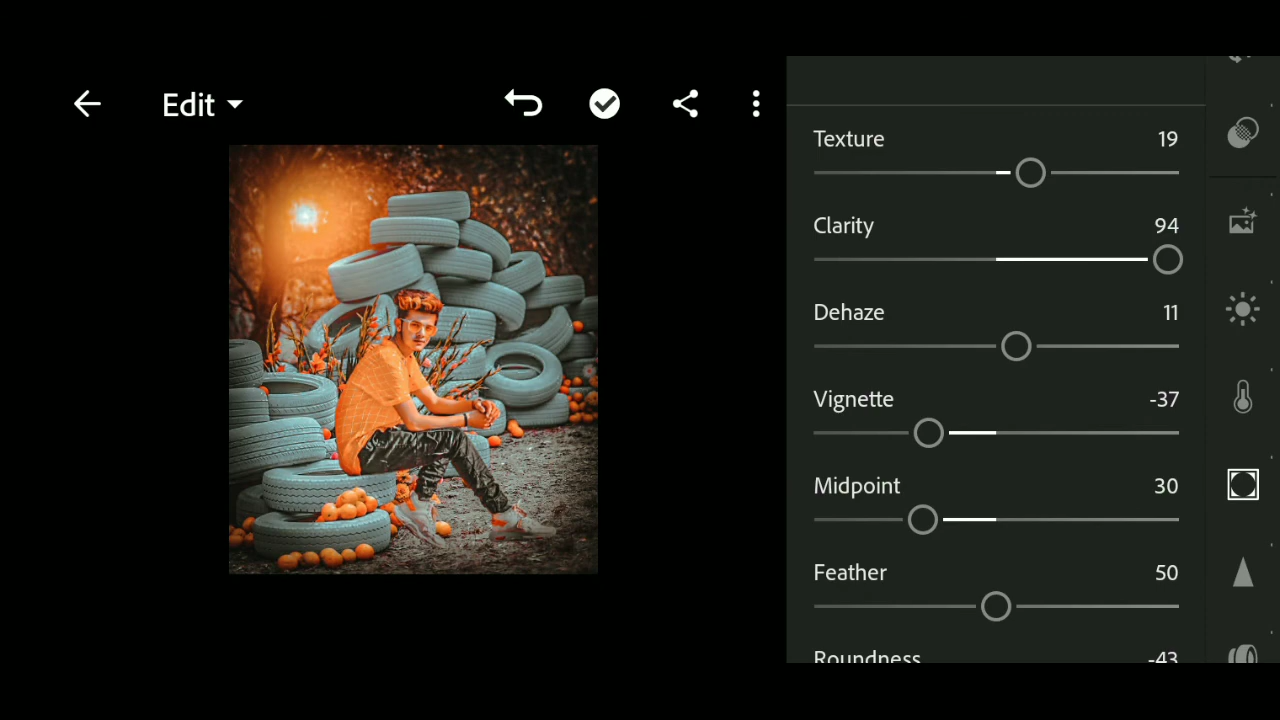 Edit
Texture 19
Clarity 94
Dehaze 11
Vignette -37
Midpoint 30
Feather 50
Roundness -43